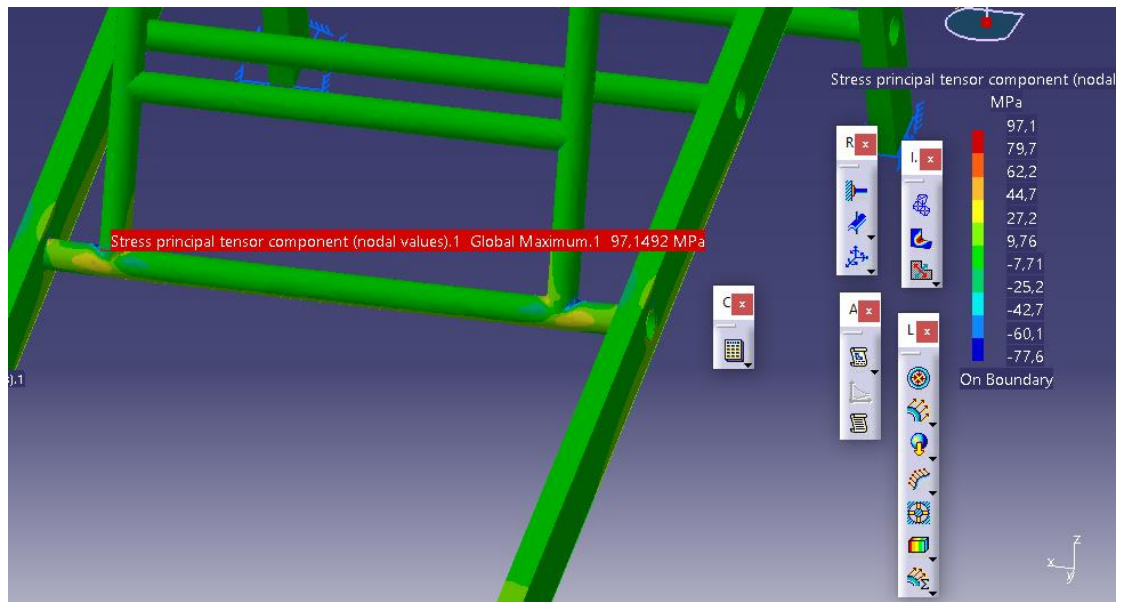 Stress principal tensor component (nodal
MPa
97,1
79,7
62,2
44,7
27,2
9,76
-7,71
-25,2
-42,7
-60,1
-77,6
On Boundary
R x
I. x
Stress principal tensor component (nodal values).1 Global Maximum.1 97,1492 MPa
C x
A x
L x
).1
z
x
y